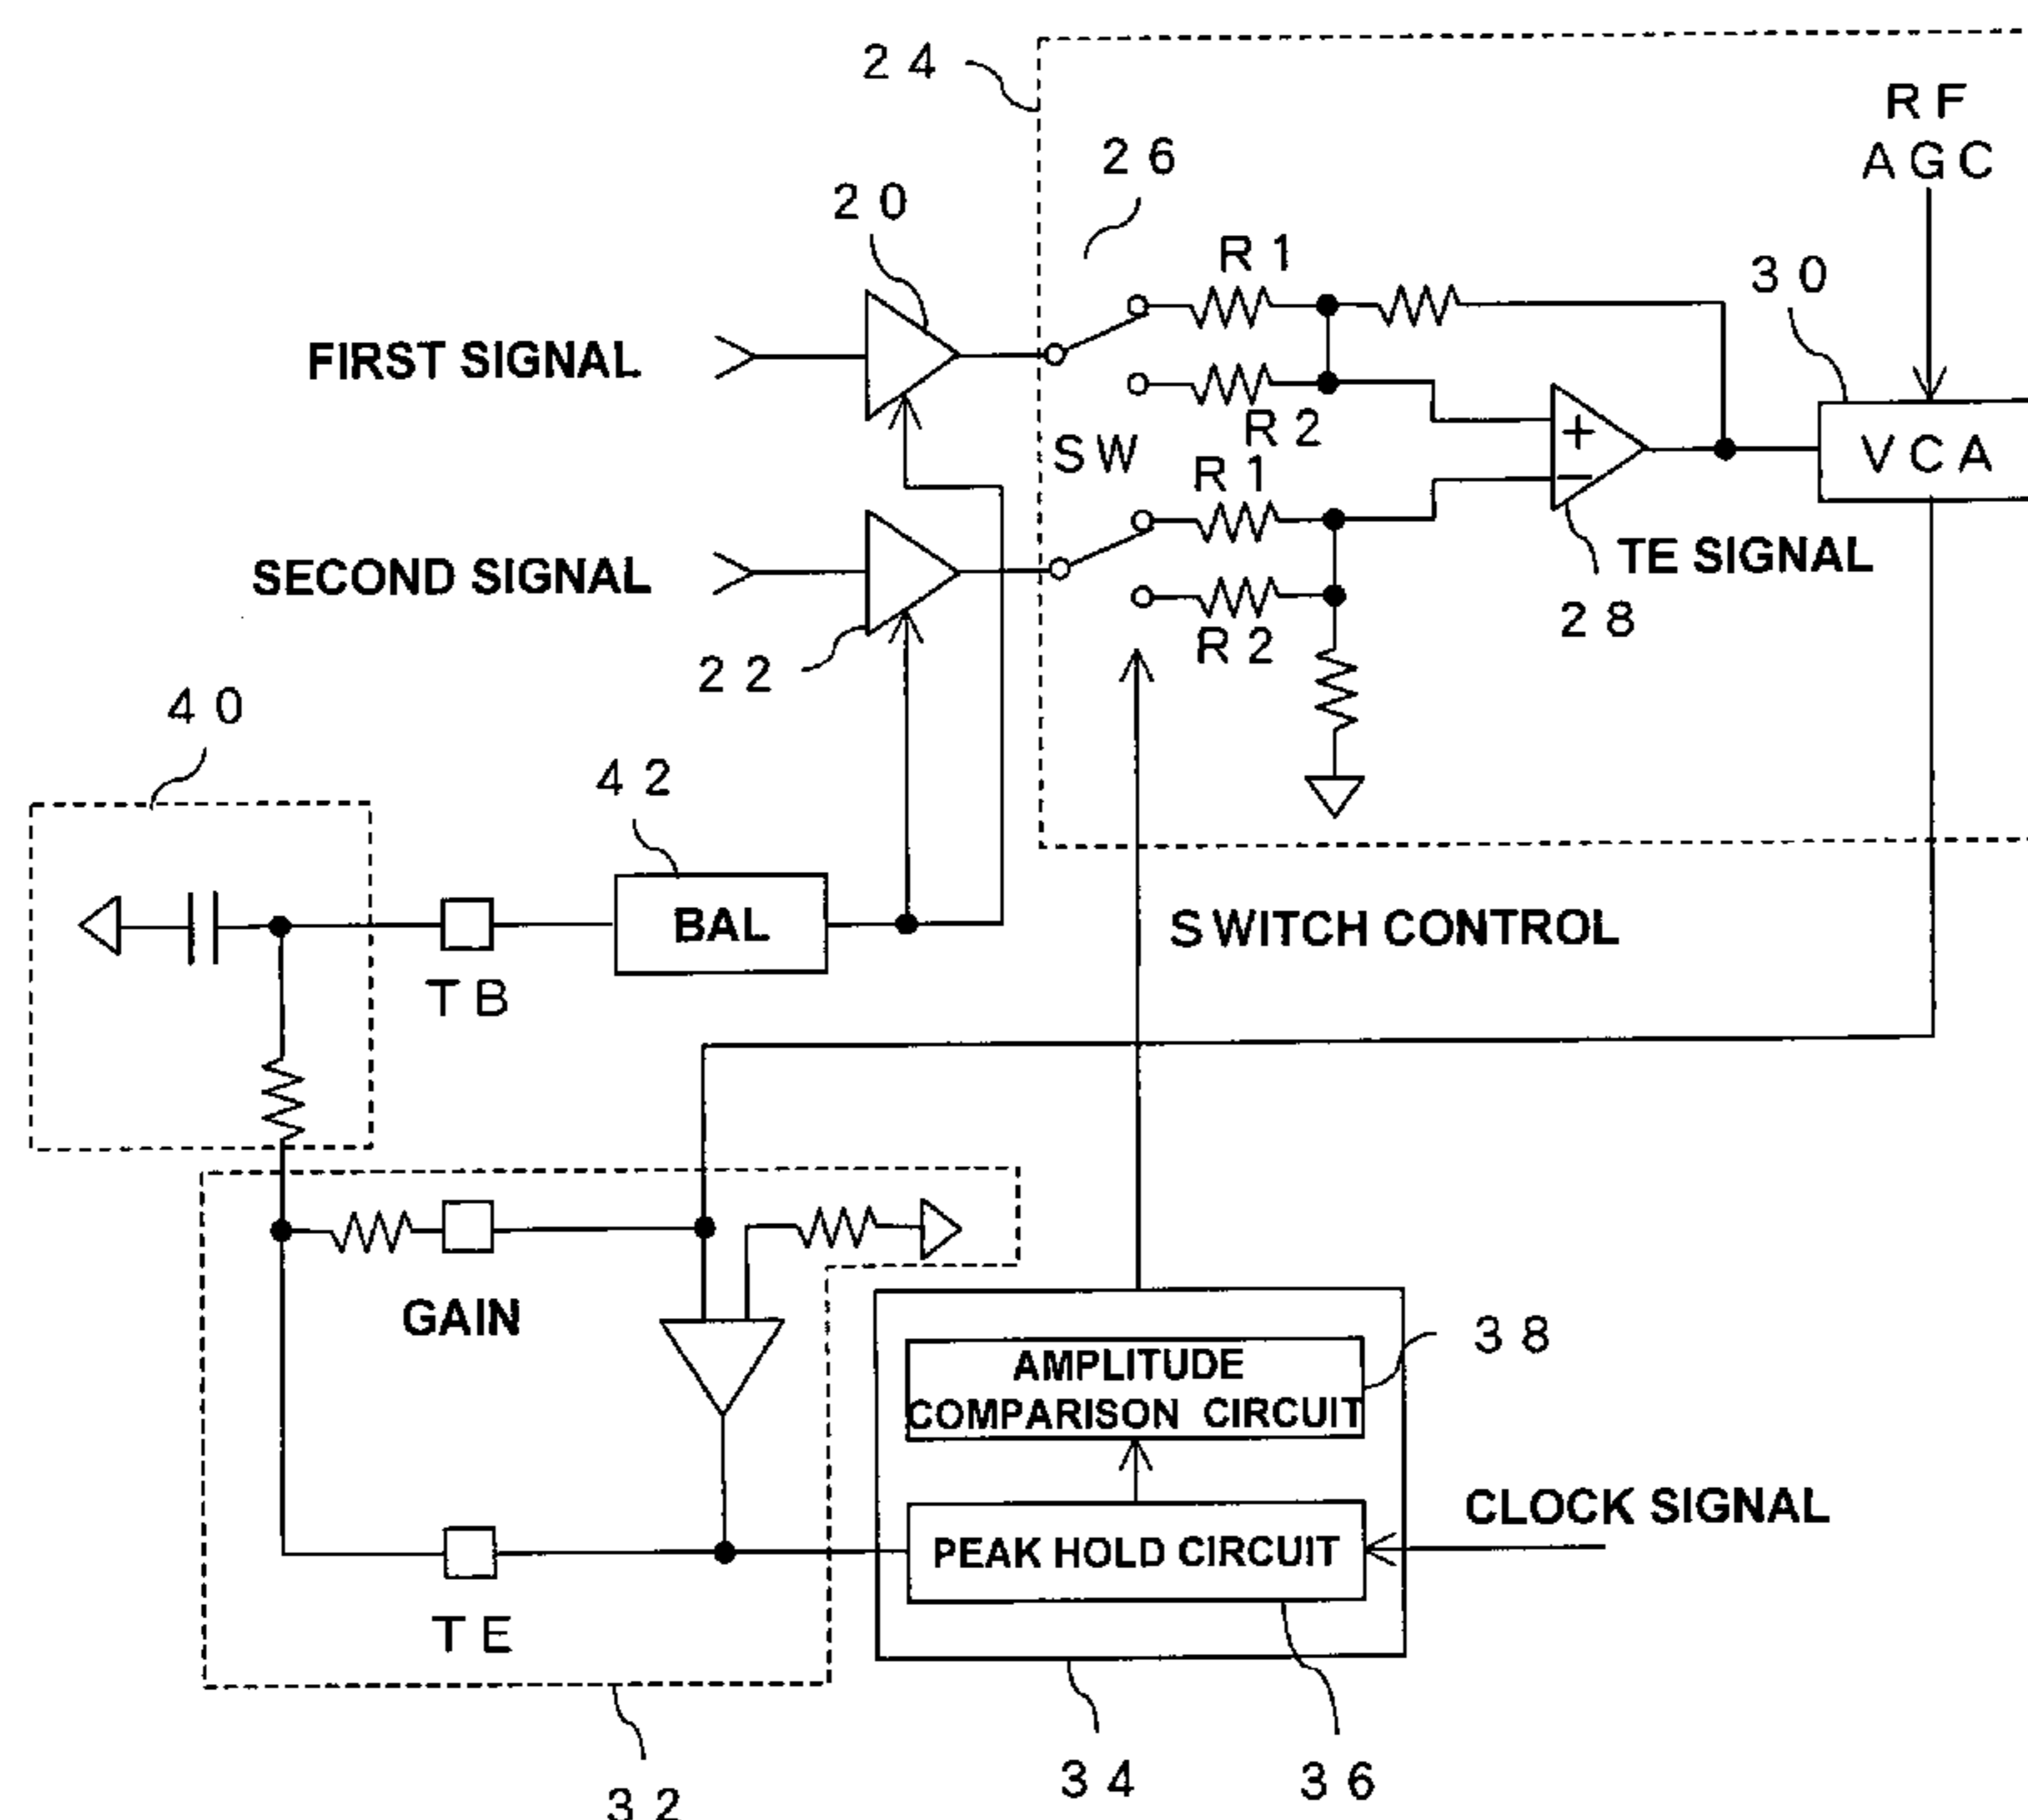 24
RF
AGC
26
20
R1
30
FIRST SIGNAL
R2
SW
VCA
R1
SECOND SIGNAL
TE SIGNAL
28
R2
22
40
42
BAL
SWITCH CONTROL
TB
GAIN
38
AMPLITUDE
COMPARISON CIRCUIT
CLOCK SIGNAL
PEAK HOLD CIRCUIT
TE
34
36
32